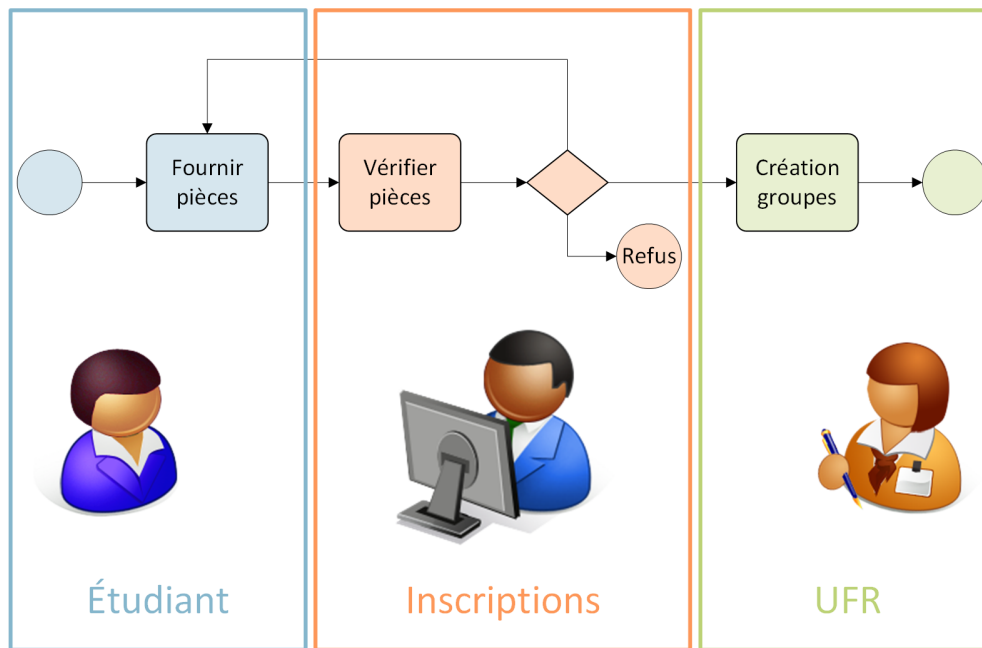 Fournir
pièces
Vérifier
pièces
Création
groupes
Refus
Étudiant
Inscriptions
UFR